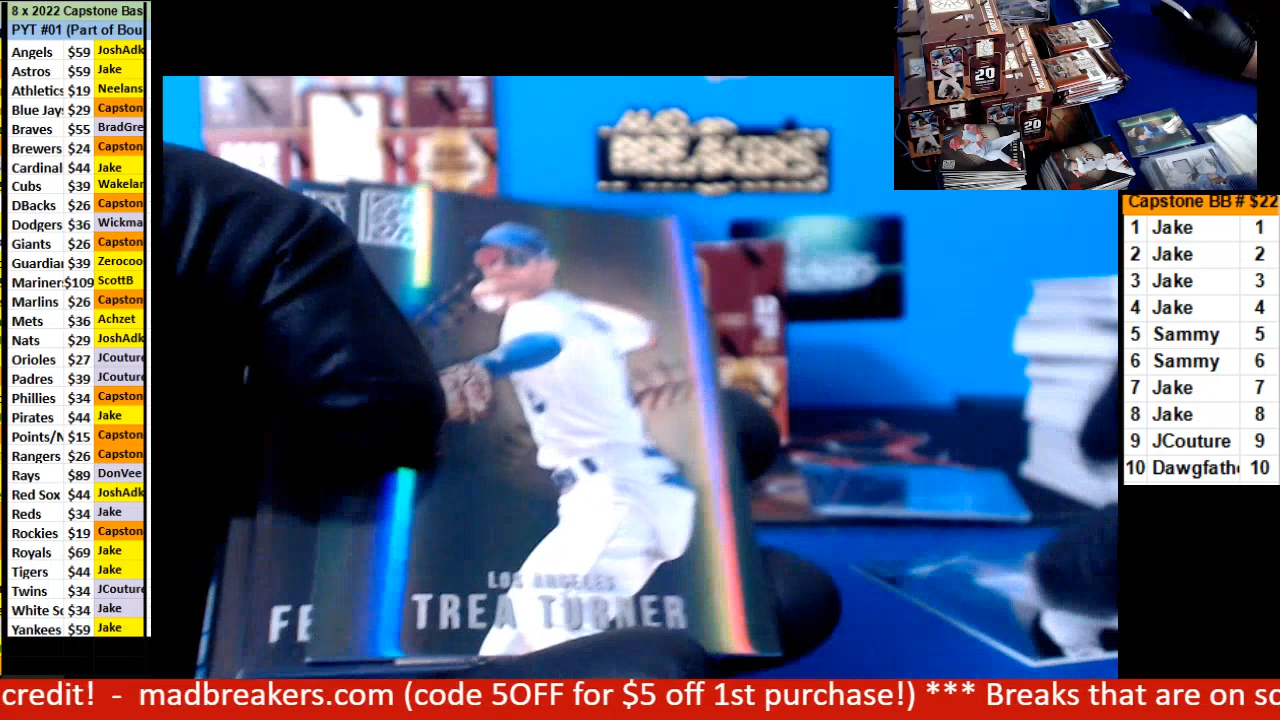 8 x 2022 Capstone Bas
PYT #01 (Part of Bou
Angels $59 JoshAdk
Astros $59 Jake
Athletics $19 Neelans
Blue Jay $29 Capston
Braves $55 BradGre
Brewers $24 Capston
Cardinal $44 Jake
Cubs $39 Wakelar
DBacks $26 Capston
Dodgers $36 Wickma
Giants $26 Capston
Guardian $39 Zerocoo
Mariner $109 ScottB
Marlins $26 Capston
Mets $36 Achzet
Nats $29 JoshAdk
Orioles $27 JCouture
Padres $39 JCouture
Phillies $34 Capston
Pirates $44 Jake
Points/N $15 Capston
Rangers $26 Capston
Rays $89 DonVee
Red Sox $44 JoshAdk
Reds $34 Jake
Rockies $19 Capston
Royals $69 Jake
Tigers $44 Jake
Twins $34 JCouture
White So $34 Jake
Yankees $59 Jake
BREAKERS
20
20
LOS ANGELES
TREA TURNER
FE
Capstone BB # $22
1 Jake 1
2 Jake 2
3 Jake 3
4 Jake 4
5 Sammy 5
6 Sammy 6
7 Jake 7
8 Jake 8
9 JCouture 9
10 Dawgfath 10
credit! - madbreakers.com (code 5OFF for $5 off 1st purchase!) *** Breaks that are on so